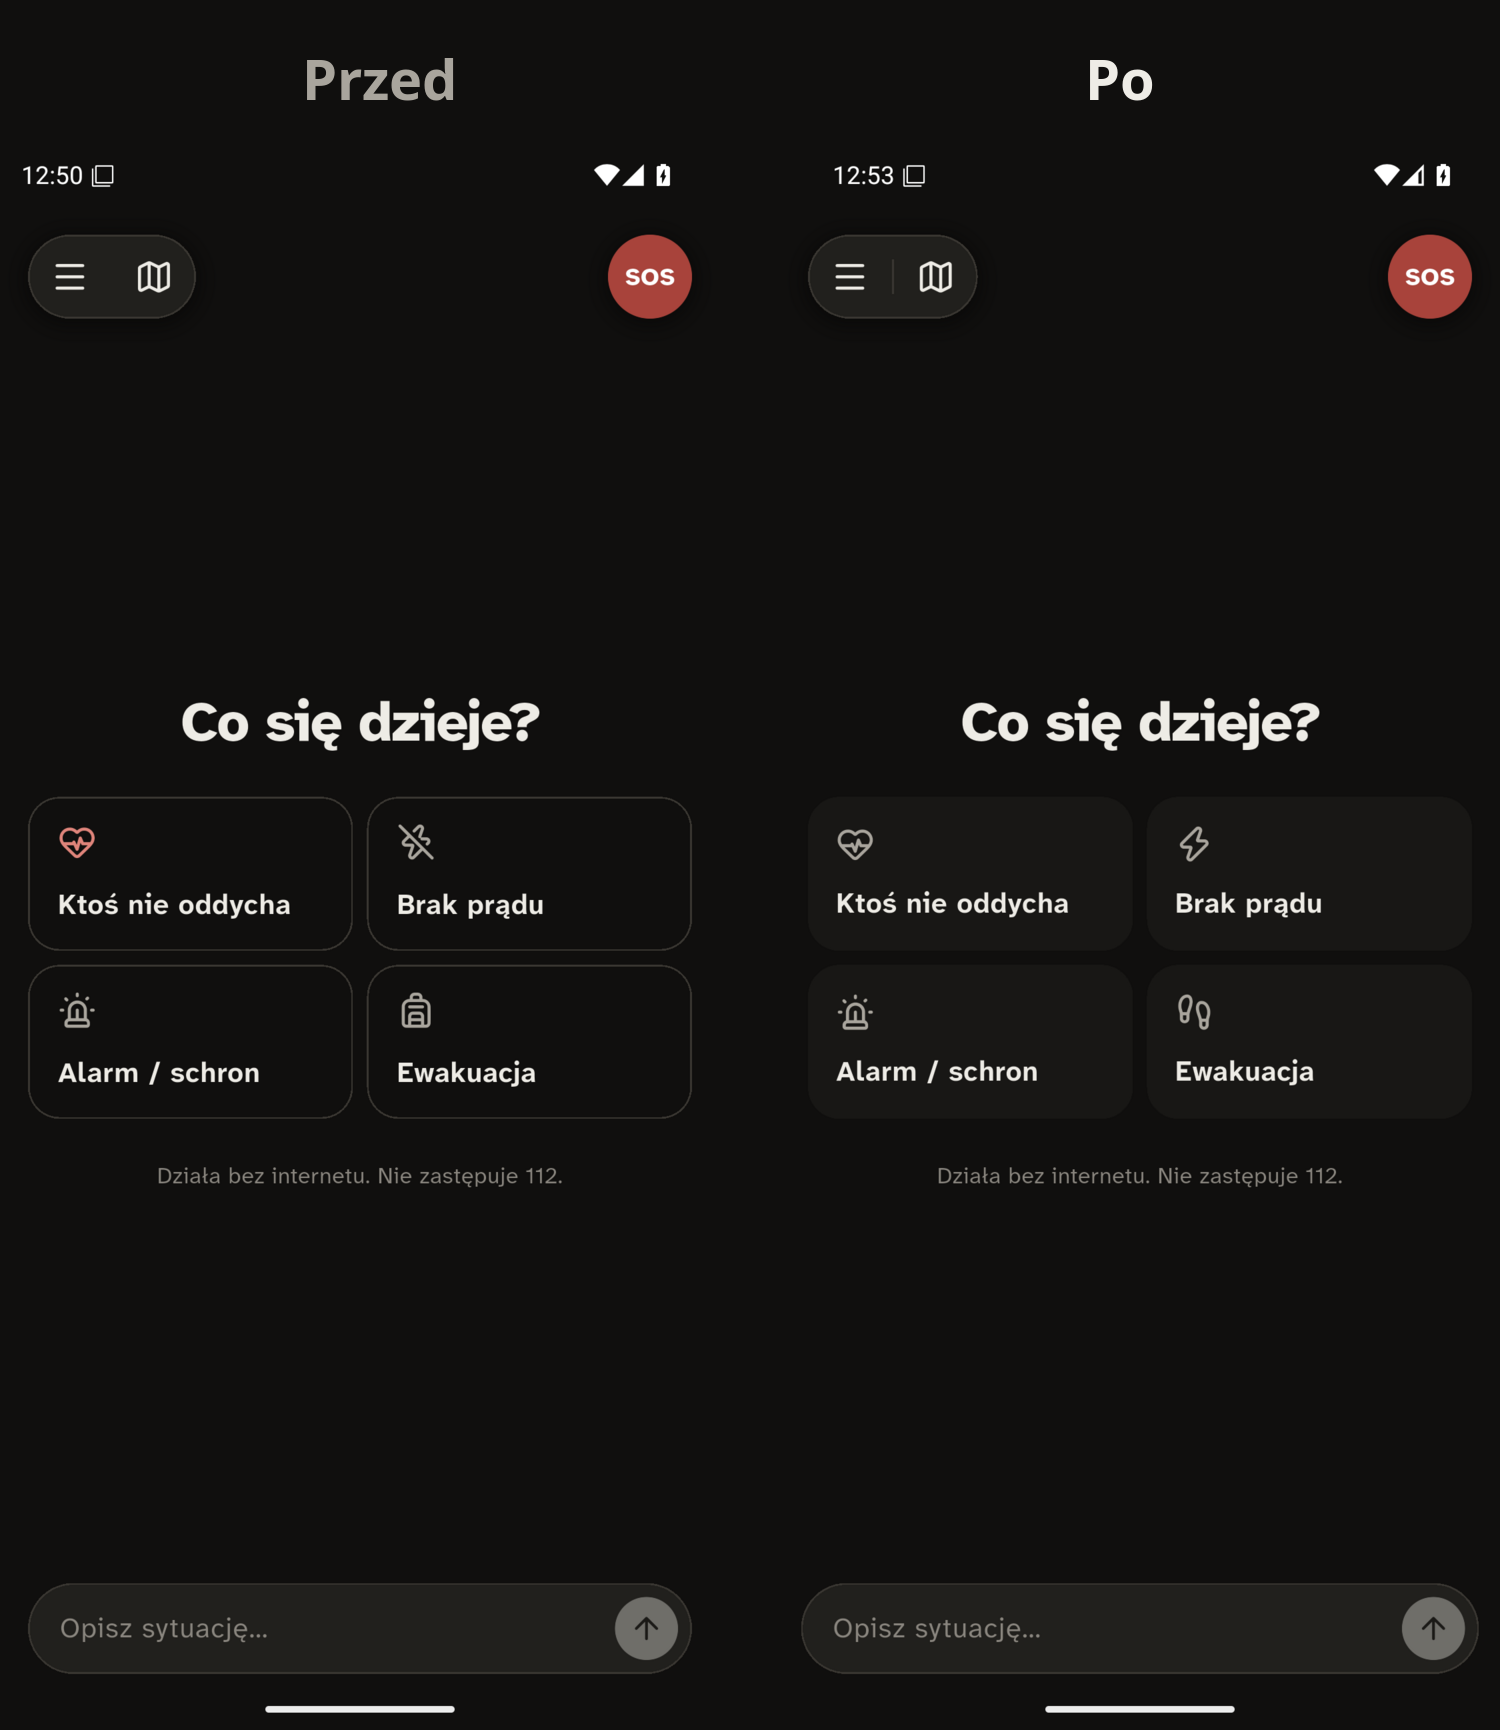 Przed
12:50
SOS
Co się dzieje?
Ktoś nie oddycha
Brak prądu
Alarm / schron
Ewakuacja
Działa bez internetu. Nie zastępuje 112.
Opisz sytuację...
Po
12:53
SOS
Co się dzieje?
Ktoś nie oddycha
Brak prądu
Alarm / schron
Ewakuacja
Działa bez internetu. Nie zastępuje 112.
Opisz sytuację...